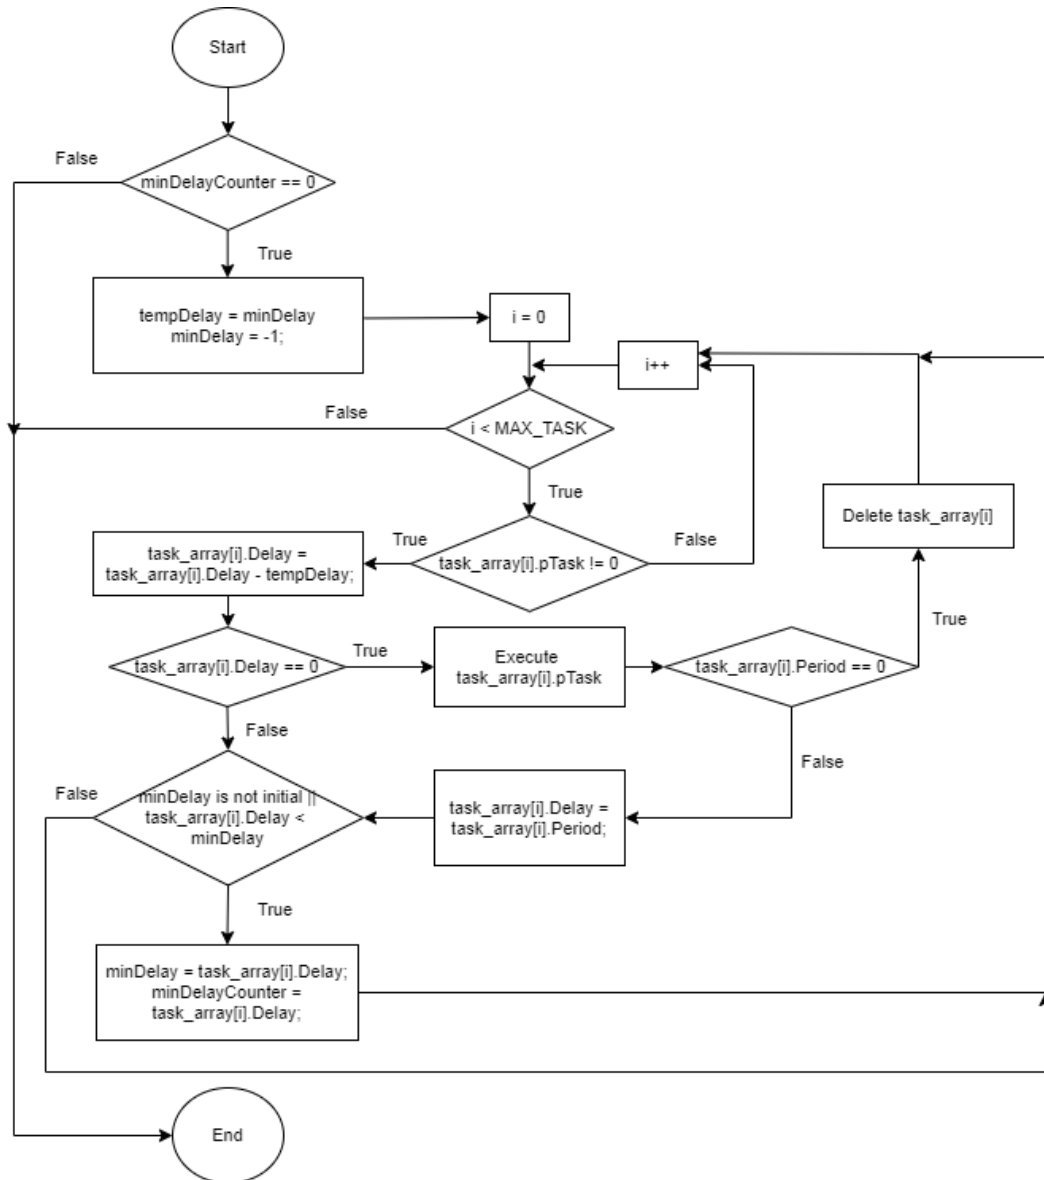 Start
False
minDelayCounter == 0
True
tempDelay = minDelay
minDelay = -1;
i = 0
i++
False
i < MAX_TASK
True
Delete task_array[i]
task_array[i].Delay =
task_array[i].Delay - tempDelay;
True
task_array[i].pTask != 0
False
True
task_array[i].Delay == 0
True
Execute
task_array[i].pTask
task_array[i].Period == 0
False
False
False
minDelay is not initial ||
task_array[i].Delay <
minDelay
task_array[i].Delay =
task_array[i].Period;
True
minDelay = task_array[i].Delay;
minDelayCounter =
task_array[i].Delay;
End